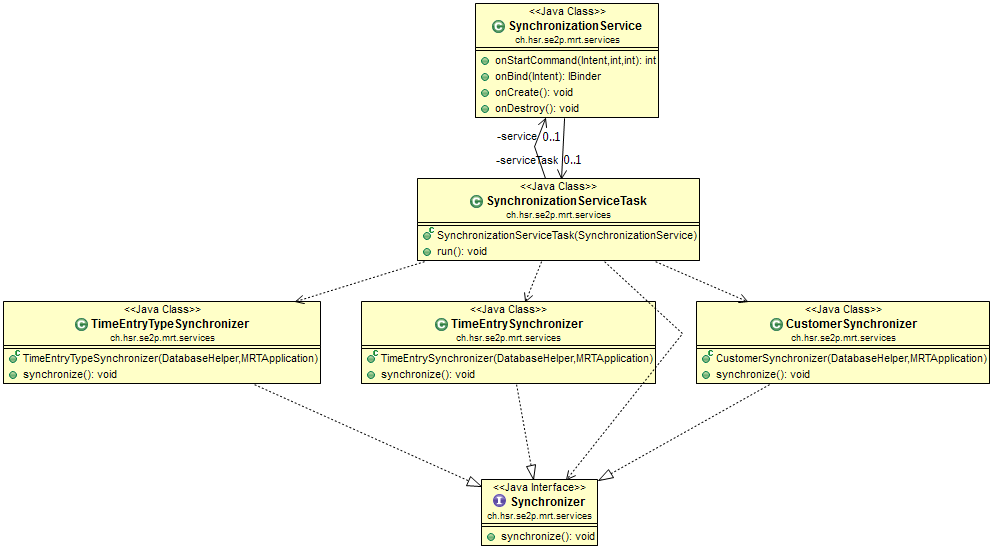 <<Java Class>>
SynchronizationService
ch.hsr.se2p.mrt.services
onStartCommand(Intent,int,int): int
onBind(Intent): IBinder
onCreate(): void
onDestroy(): void
-service 0..1
-serviceTask 0..1
<<Java Class>>
SynchronizationServiceTask
ch.hsr.se2p.mrt.services
SynchronizationServiceTask(SynchronizationService)
run(): void
<<Java Class>>
TimeEntryTypeSynchronizer
ch.hsr.se2p.mrt.services
TimeEntryTypeSynchronizer(DatabaseHelper,MRTApplication)
synchronize(): void
<<Java Class>>
TimeEntrySynchronizer
ch.hsr.se2p.mrt.services
TimeEntrySynchronizer(DatabaseHelper,MRTApplication)
synchronize(): void
<<Java Class>>
CustomerSynchronizer
ch.hsr.se2p.mrt.services
CustomerSynchronizer(DatabaseHelper,MRTApplication)
synchronize(): void
<<Java Interface>>
Synchronizer
ch.hsr.se2p.mrt.services
synchronize(): void